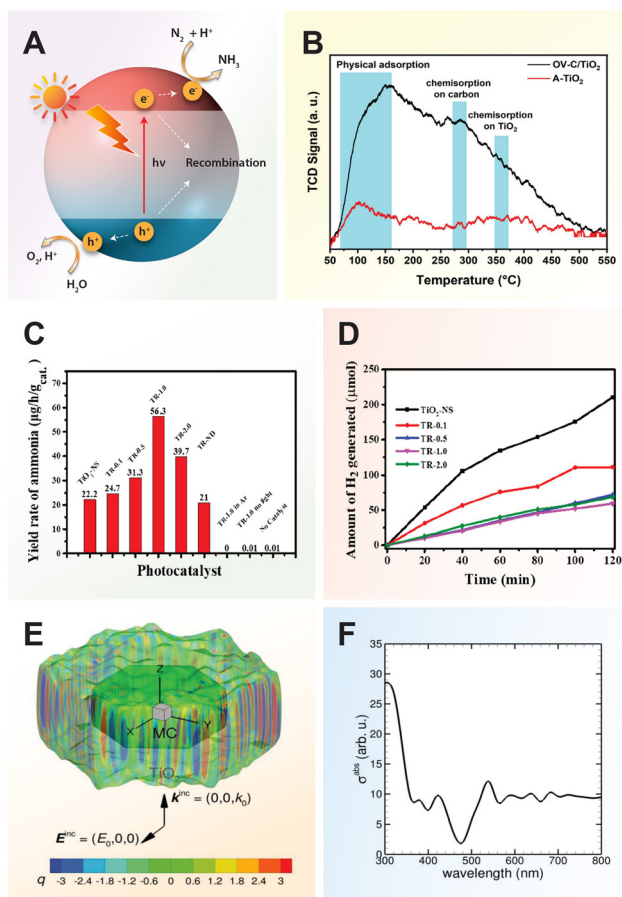 A
N₂ + H⁺
NH₃
e⁻
e⁻
hν
Recombination
h⁺
h⁺
O₂, H⁺
H₂O
B
OV-C/TiO₂
A-TiO₂
Physical adsorption
chemisorption
on carbon
chemisorption
on TiO₂
TCD Signal (a. u.)
50 100 150 200 250 300 350 400 450 500 550
Temperature (°C)
C
Yield rate of ammonia (µg/h/gcat.)
70
60
50
40
30
20
10
0
TiO₂-NS
22.2
TR-0.1
24.7
TR-0.5
31.3
TR-1.0
56.3
TR-2.0
39.7
TR-ND
21
TR-1.0 in Ar
0
TR-1.0 no light
0.01
No Catalyst
0.01
Photocatalyst
D
Amount of H₂ generated (µmol)
250
200
150
100
50
0
TiO₂-NS
TR-0.1
TR-0.5
TR-1.0
TR-2.0
0 20 40 60 80 100 120
Time (min)
E
Z
X
Y
MC
TiO₂
kⁱⁿᶜ = (0,0,k₀)
Eⁱⁿᶜ = (E₀,0,0)
q -3 -2.4 -1.8 -1.2 -0.6 0 0.6 1.2 1.8 2.4 3
F
σᵃᵇˢ (arb. u.)
35
30
25
20
15
10
5
0
300 400 500 600 700 800
wavelength (nm)